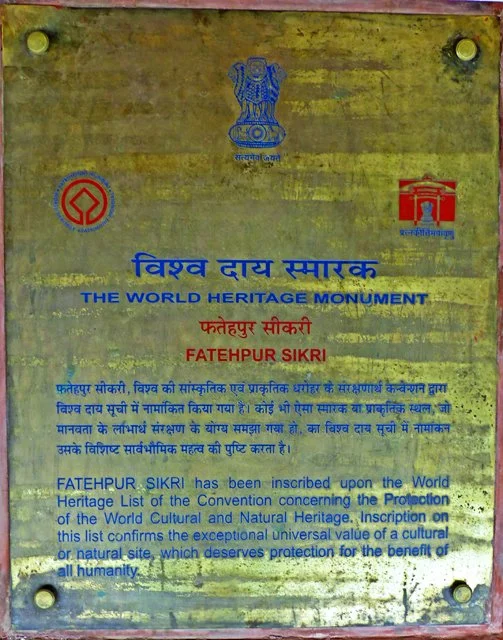 सत्यमेव जयते
प्रत्नकीर्तिमपावृणु
विश्व दाय स्मारक
THE WORLD HERITAGE MONUMENT
फतेहपुर सीकरी
FATEHPUR SIKRI
फतेहपुर सीकरी, विश्व की सांस्कृतिक एवं प्राकृतिक धरोहर के संरक्षणार्थ कन्वेन्शन द्वारा
विश्व दाय सूची में नामांकित किया गया है। कोई भी ऐसा स्मारक या प्राकृतिक स्थल, जो
मानवता के लाभार्थ संरक्षण के योग्य समझा गया हो, का विश्व दाय सूची में नामांकन
उसके विशिष्ट सार्वभौमिक महत्व की पुष्टि करता है।
FATEHPUR SIKRI has been inscribed upon the World
Heritage List of the Convention concerning the Protection
of the World Cultural and Natural Heritage. Inscription on
this list confirms the exceptional universal value of a cultural
or natural site, which deserves protection for the benefit of
all humanity.